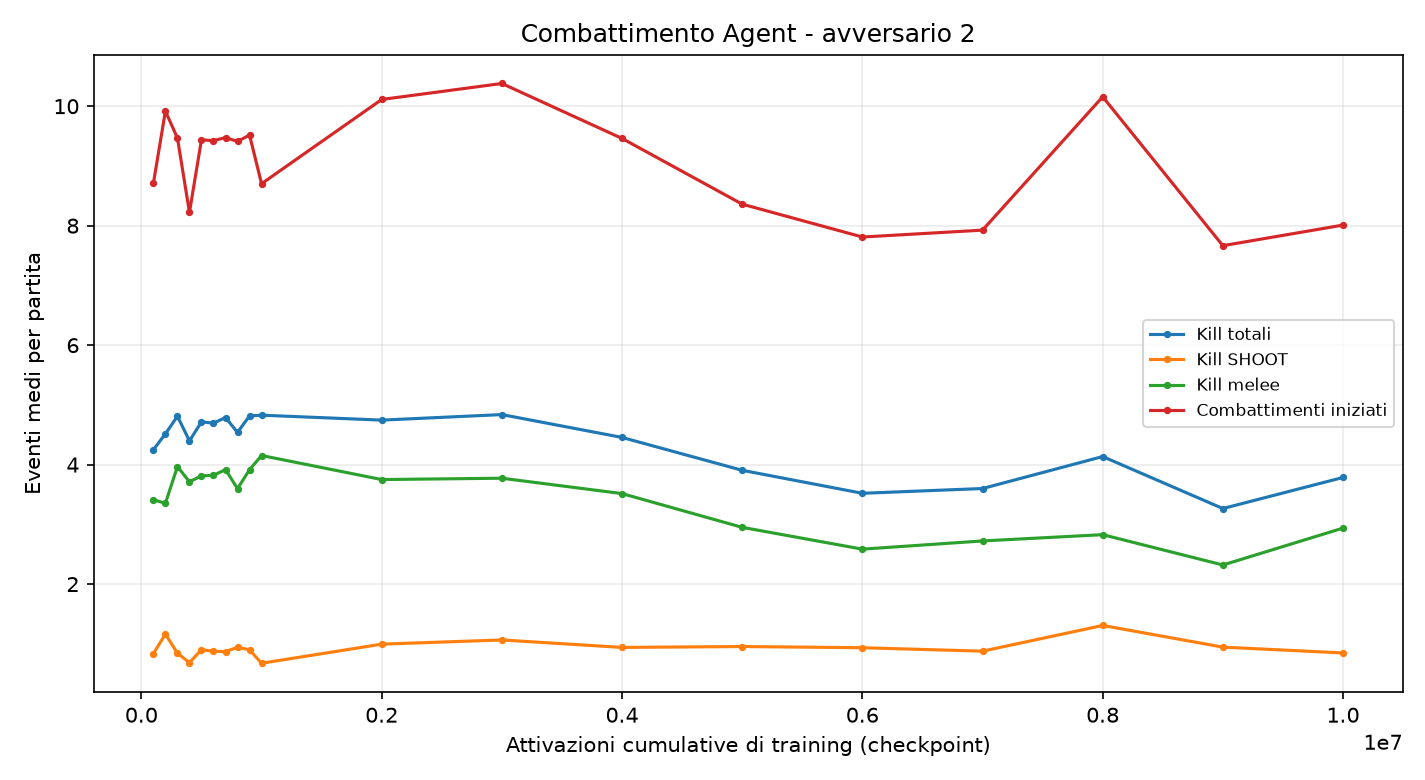 Combattimento Agent - avversario 2
Eventi medi per partita
10
8
6
4
2
Kill totali
Kill SHOOT
Kill melee
Combattimenti iniziati
0.0 0.2 0.4 0.6 0.8 1.0
1e7
Attivazioni cumulative di training (checkpoint)